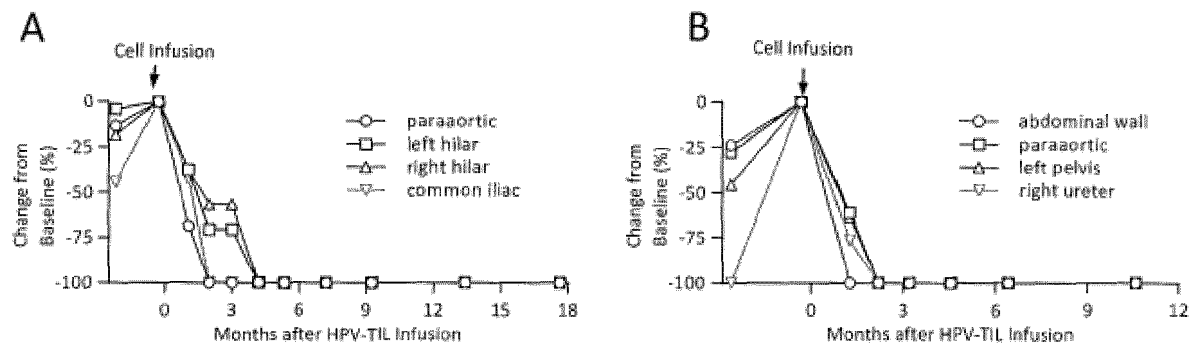 A
Cell Infusion
0
-25
-50
-75
-100
Change from
Baseline (%)
paraaortic
left hilar
right hilar
common iliac
0 3 6 9 12 15 18
Months after HPV-TIL Infusion
B
Cell Infusion
0
-25
-50
-75
-100
Change from
Baseline (%)
abdominal wall
paraaortic
left pelvis
right ureter
0 3 6 9 12
Months after HPV-TIL Infusion